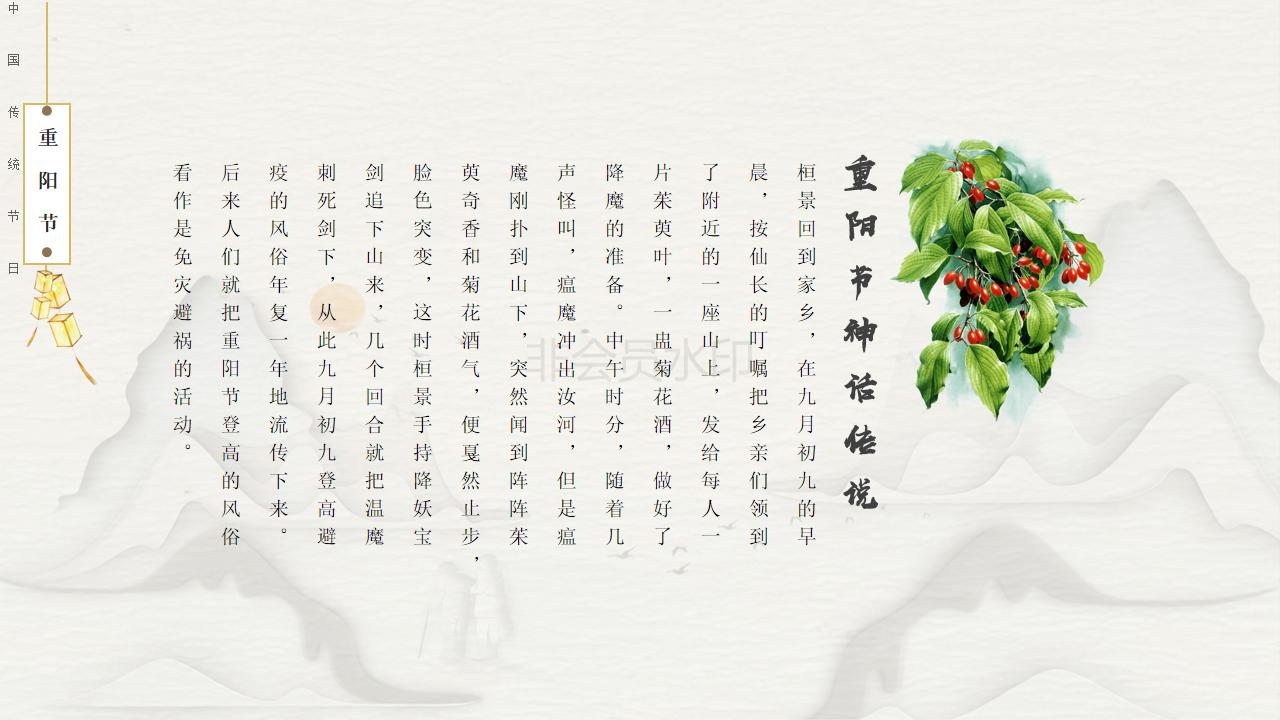 中国传统节日
重阳节
重阳节神话传说
桓景回到家乡，在九月初九的早
晨，按仙长的叮嘱把乡亲们领到
了附近的一座山上，发给每人一
片茱萸叶，一盅菊花酒，做好了
降魔的准备。中午时分，随着几
声怪叫，瘟魔冲出汝河，但是瘟
魔刚扑到山下，突然闻到阵阵茱
萸奇香和菊花酒气，便戛然止步，
脸色突变，这时桓景手持降妖宝
剑追下山来，几个回合就把温魔
刺死剑下，从此九月初九登高避
疫的风俗年复一年地流传下来。
后来人们就把重阳节登高的风俗
看作是免灾避祸的活动。
非会员水印